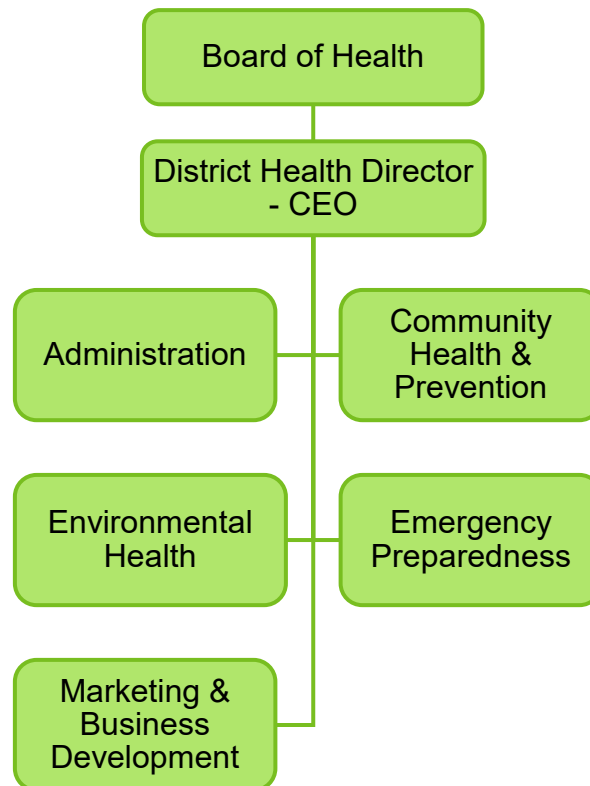 Board of Health
District Health Director
- CEO
Administration
Community
Health &
Prevention
Environmental
Health
Emergency
Preparedness
Marketing &
Business
Development